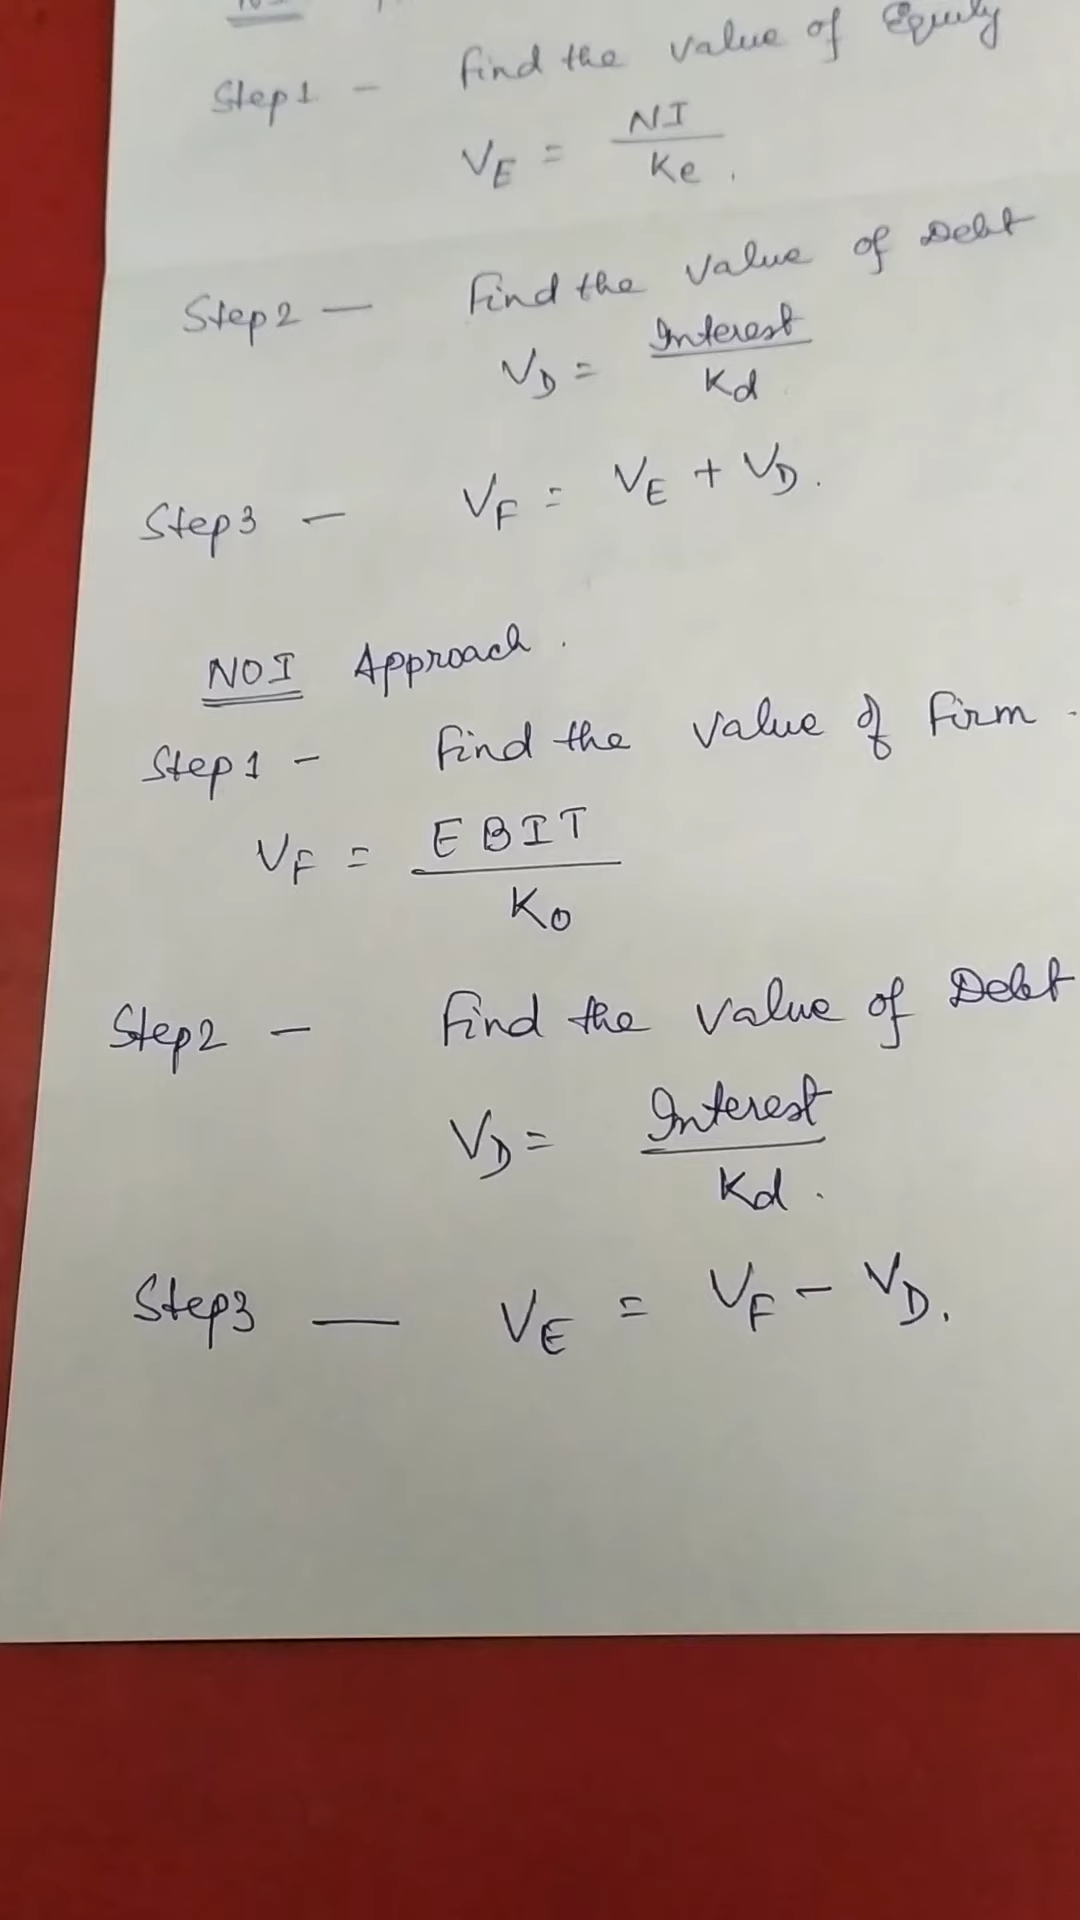 Step 1 - Find the value of Equity
VE = NI / Ke.
Step 2 — Find the value of Debt
VD = Interest / Kd
Step 3 — VF = VE + VD.
NOI Approach.
Step 1 - Find the value of Firm.
VF = EBIT / Ko
Step 2 — Find the value of Debt
VD = Interest / Kd.
Step 3 — VE = VF - VD.